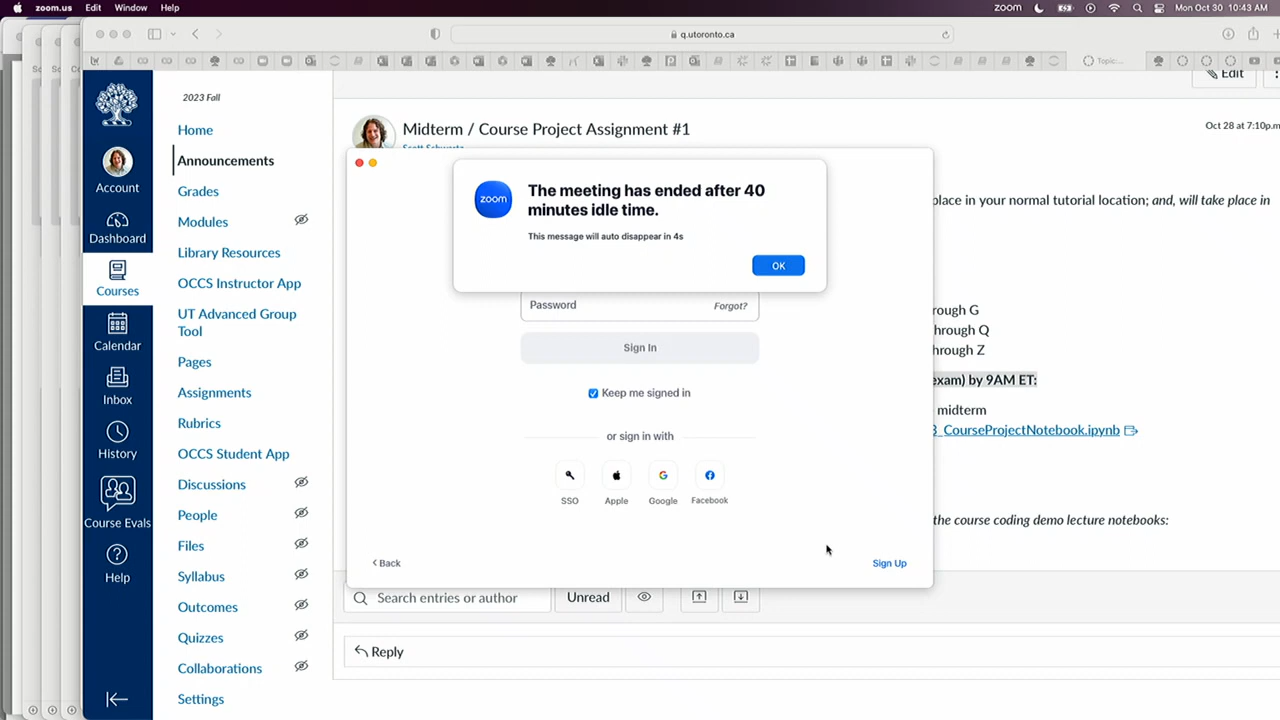 zoom.us Edit Window Help
zoom Mon Oct 30 10:43 AM
q.utoronto.ca
Topic:...
2023 Fall
Account
Dashboard
Courses
Calendar
Inbox
History
Course Evals
Help
Home
Announcements
Grades
Modules
Library Resources
OCCS Instructor App
UT Advanced Group
Tool
Pages
Assignments
Rubrics
OCCS Student App
Discussions
People
Files
Syllabus
Outcomes
Quizzes
Collaborations
Settings
Edit
Midterm / Course Project Assignment #1
Oct 28 at 7:10p.m
place in your normal tutorial location; and, will take place in
rough G
hrough Q
hrough Z
exam) by 9AM ET:
midterm
3_CourseProjectNotebook.ipynb
the course coding demo lecture notebooks:
zoom
The meeting has ended after 40
minutes idle time.
This message will auto disappear in 4s
OK
Password Forgot?
Sign In
Keep me signed in
or sign in with
SSO Apple Google Facebook
Back
Sign Up
Search entries or author
Unread
Reply